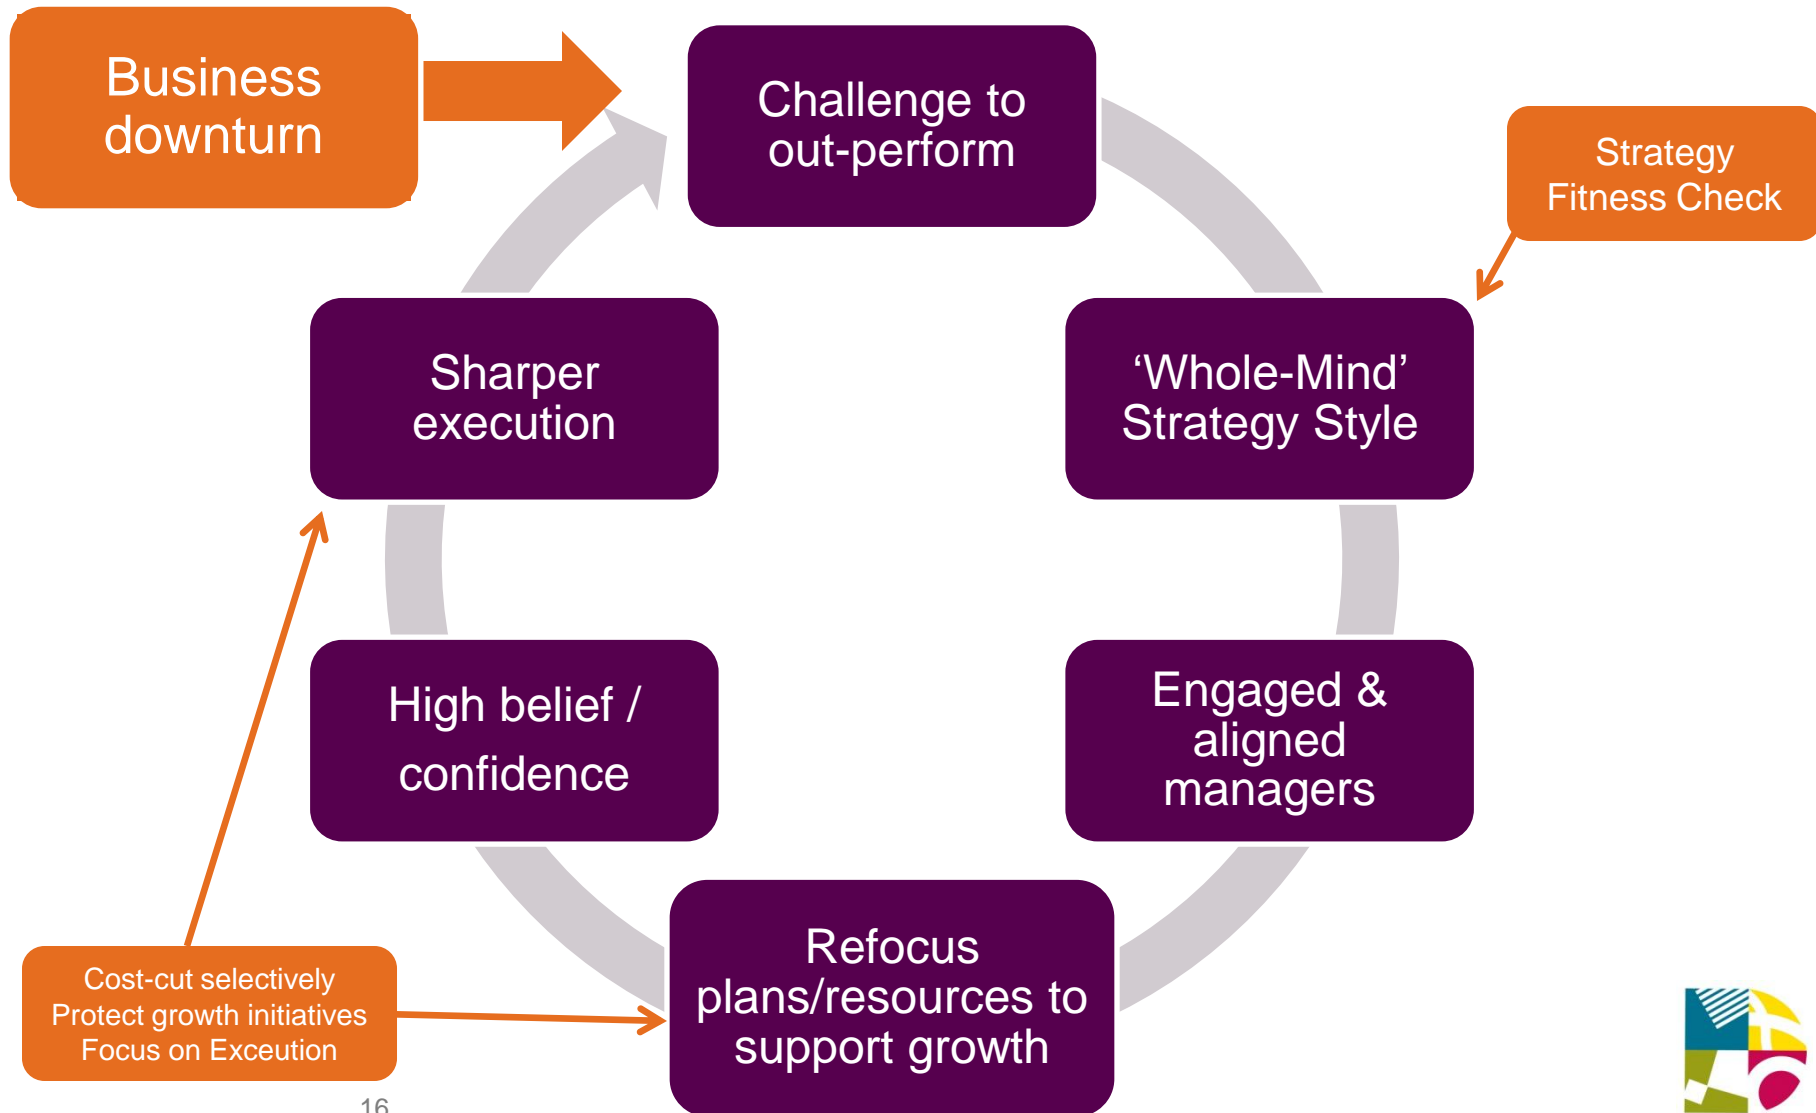 Business
downturn
Challenge to
out-perform
Strategy
Fitness Check
Sharper
execution
‘Whole-Mind’
Strategy Style
High belief /
confidence
Engaged &
aligned
managers
Cost-cut selectively
Protect growth initiatives
Focus on Exceution
Refocus
plans/resources to
support growth
16